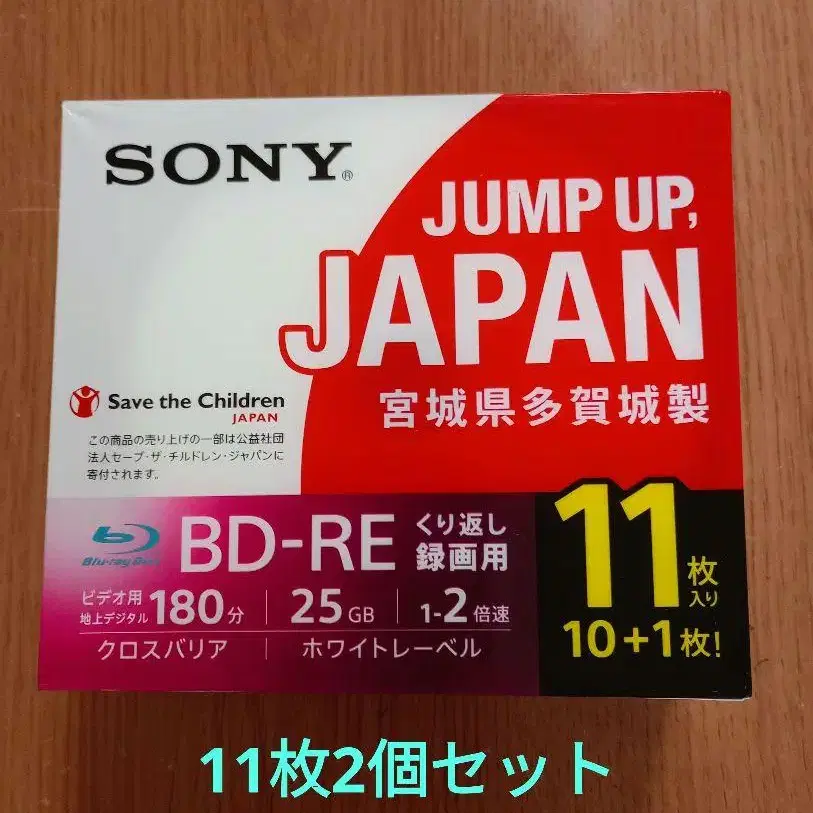 SONY®
JUMP UP,
JAPAN
宮城県多賀城製
Save the Children
JAPAN
この商品の売り上げの一部は公益社団
法人セーブ・ザ・チルドレン・ジャパンに
寄付されます。
Blu-ray Disc
BD-RE
くり返し
録画用
ビデオ用
地上デジタル
180分
25GB
1-2倍速
クロスバリア
ホワイトレーベル
11枚
入り
10+1枚!
11枚2個セット